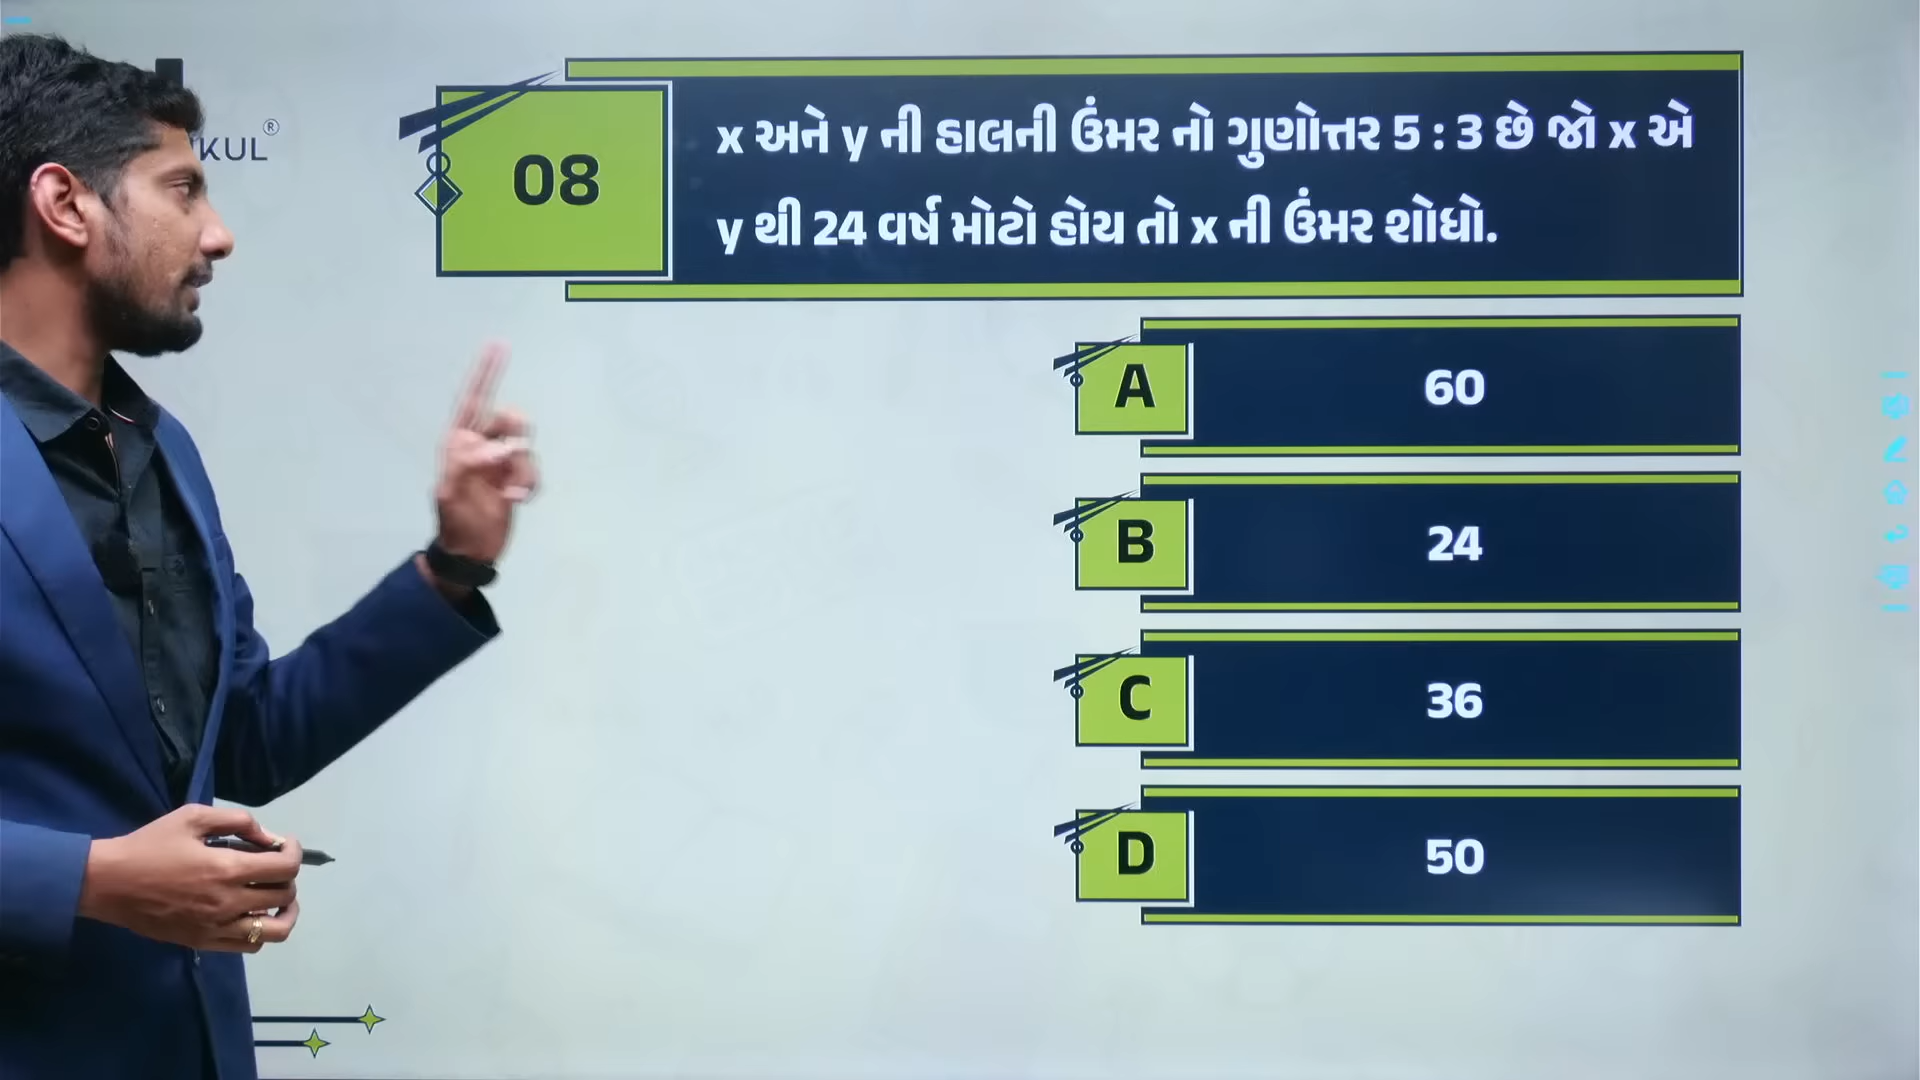 KUL®
08
x અને y ની હાલની ઉંમર નો ગુણોત્તર 5 : 3 છે જો x એ
y થી 24 વર્ષ મોટો હોય તો x ની ઉંમર શોધો.
A
60
B
24
C
36
D
50